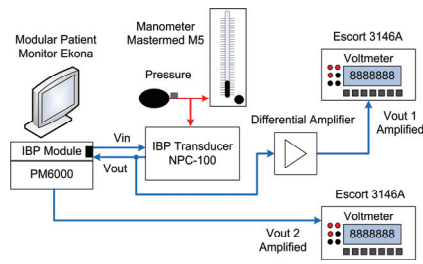 Manometer
Mastermed M5
Modular Patient
Monitor Ekona
Pressure
Escort 3146A
Voltmeter
8888888
Differential Amplifier
Vout 1
Amplified
IBP Module
PM6000
Vin
Vout
IBP Transducer
NPC-100
Escort 3146A
Voltmeter
8888888
Vout 2
Amplified